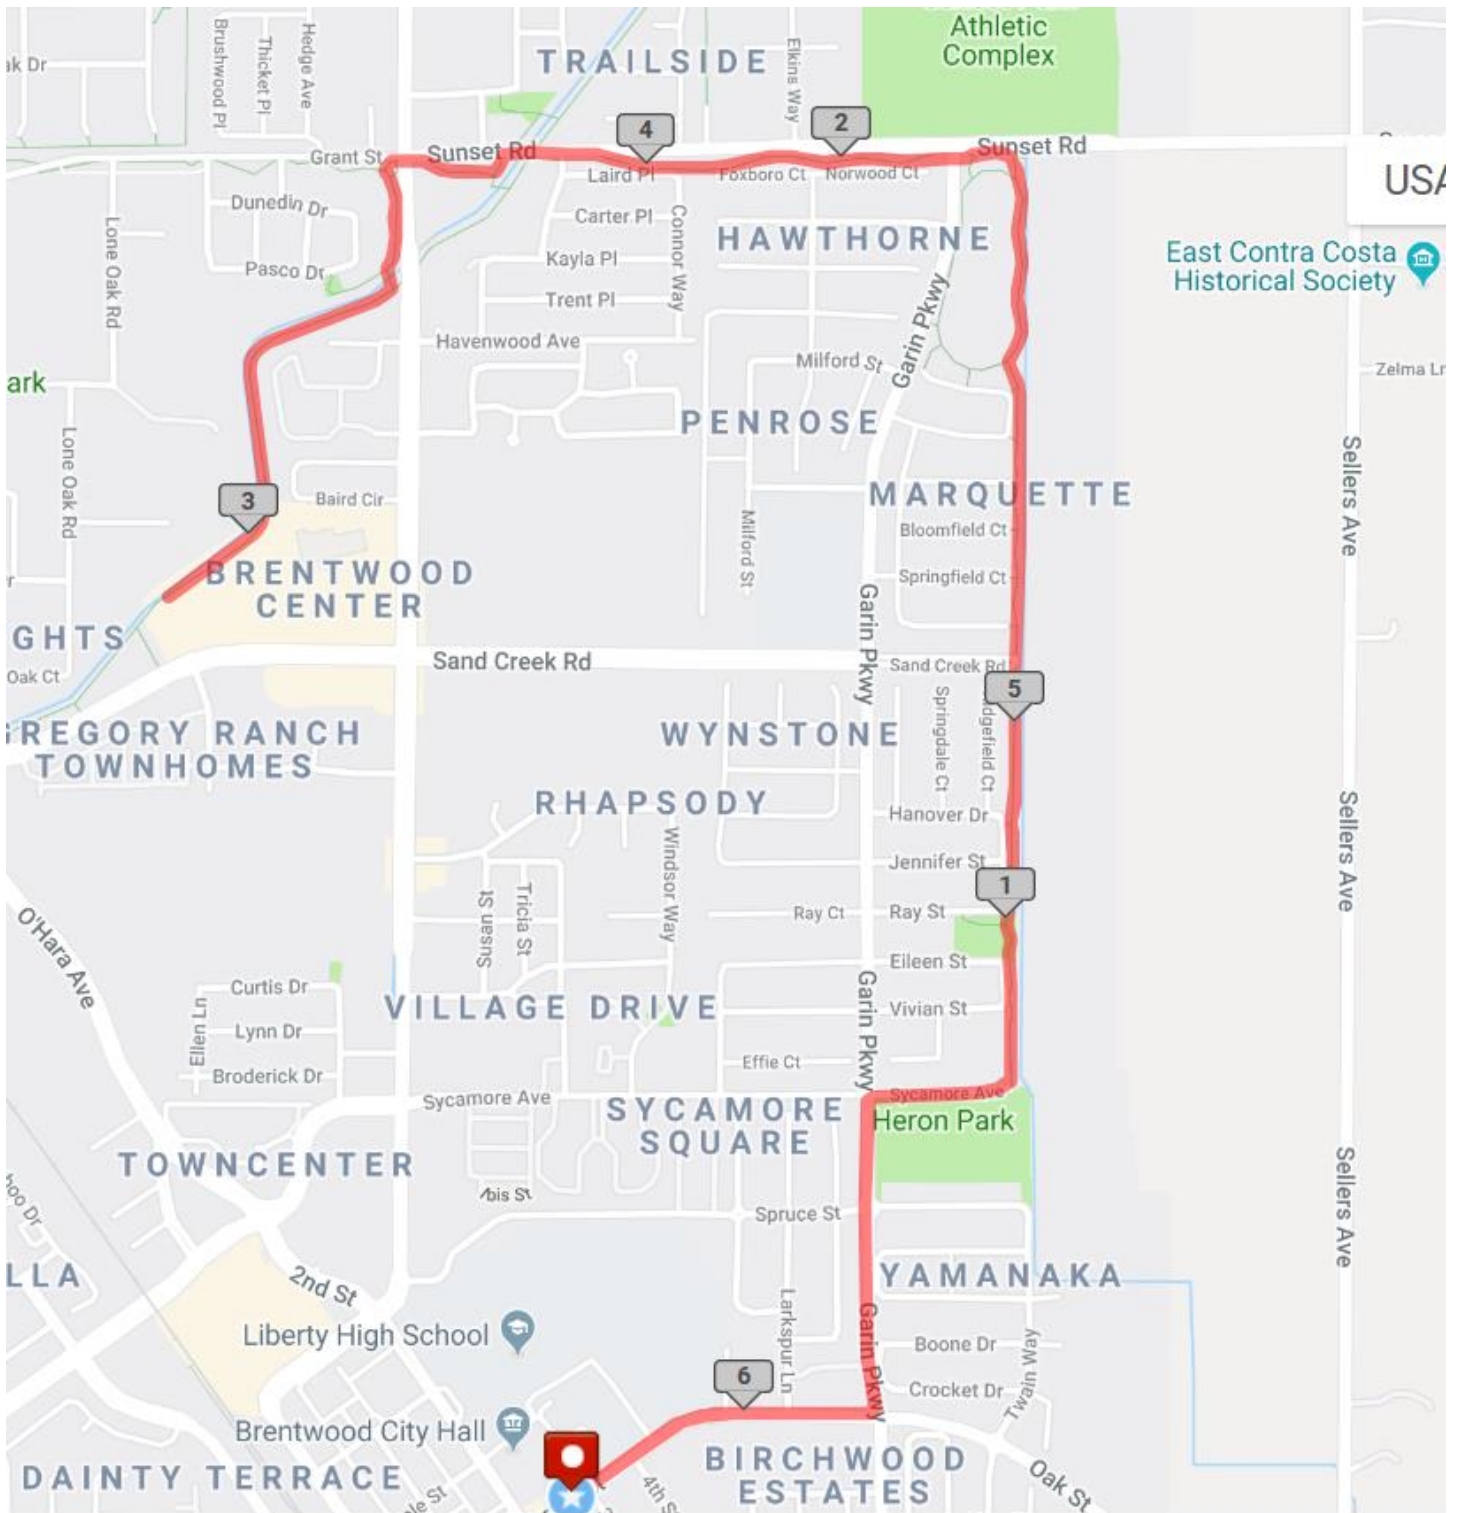 Athletic
Complex
TRAILSIDE
Elkins Way
Hedge Ave
Thicket Pl
Brushwood Pl
ak Dr
4
2
Grant St
Sunset Rd
Sunset Rd
Laird Pl
Foxboro Ct
Norwood Ct
USA
Dunedin Dr
Carter Pl
Connor Way
HAWTHORNE
Lone Oak Rd
Kayla Pl
East Contra Costa
Historical Society
Pasco Dr
Trent Pl
Garin Pkwy
Havenwood Ave
Milford St
Zelma Ln
ark
PENROSE
Lone Oak Rd
Sellers Ave
3
Baird Cir
MARQUETTE
Milford St
Bloomfield Ct
BRENTWOOD
CENTER
Springfield Ct
Garin Pkwy
GHTS
Sand Creek Rd
Sand Creek Rd
Oak Ct
5
Springdale Ct
dgefield Ct
GREGORY RANCH
TOWNHOMES
WYNSTONE
RHAPSODY
Hanover Dr
Sellers Ave
Windsor Way
Jennifer St
1
Susan St
Tricia St
Ray Ct
Ray St
O'Hara Ave
Eileen St
Curtis Dr
Ellen Ln
VILLAGE DRIVE
Garin Pkwy
Vivian St
Lynn Dr
Effie Ct
Broderick Dr
Sycamore Ave
Sycamore Ave
SYCAMORE
SQUARE
Heron Park
TOWNCENTER
Sellers Ave
boo Dr
bis St
Spruce St
LLA
2nd St
YAMANAKA
Larkspur Ln
Garin Pkwy
Liberty High School
Boone Dr
Twain Way
6
Crocket Dr
Brentwood City Hall
BIRCHWOOD
ESTATES
DAINTY TERRACE
4th S
Oak St
le St